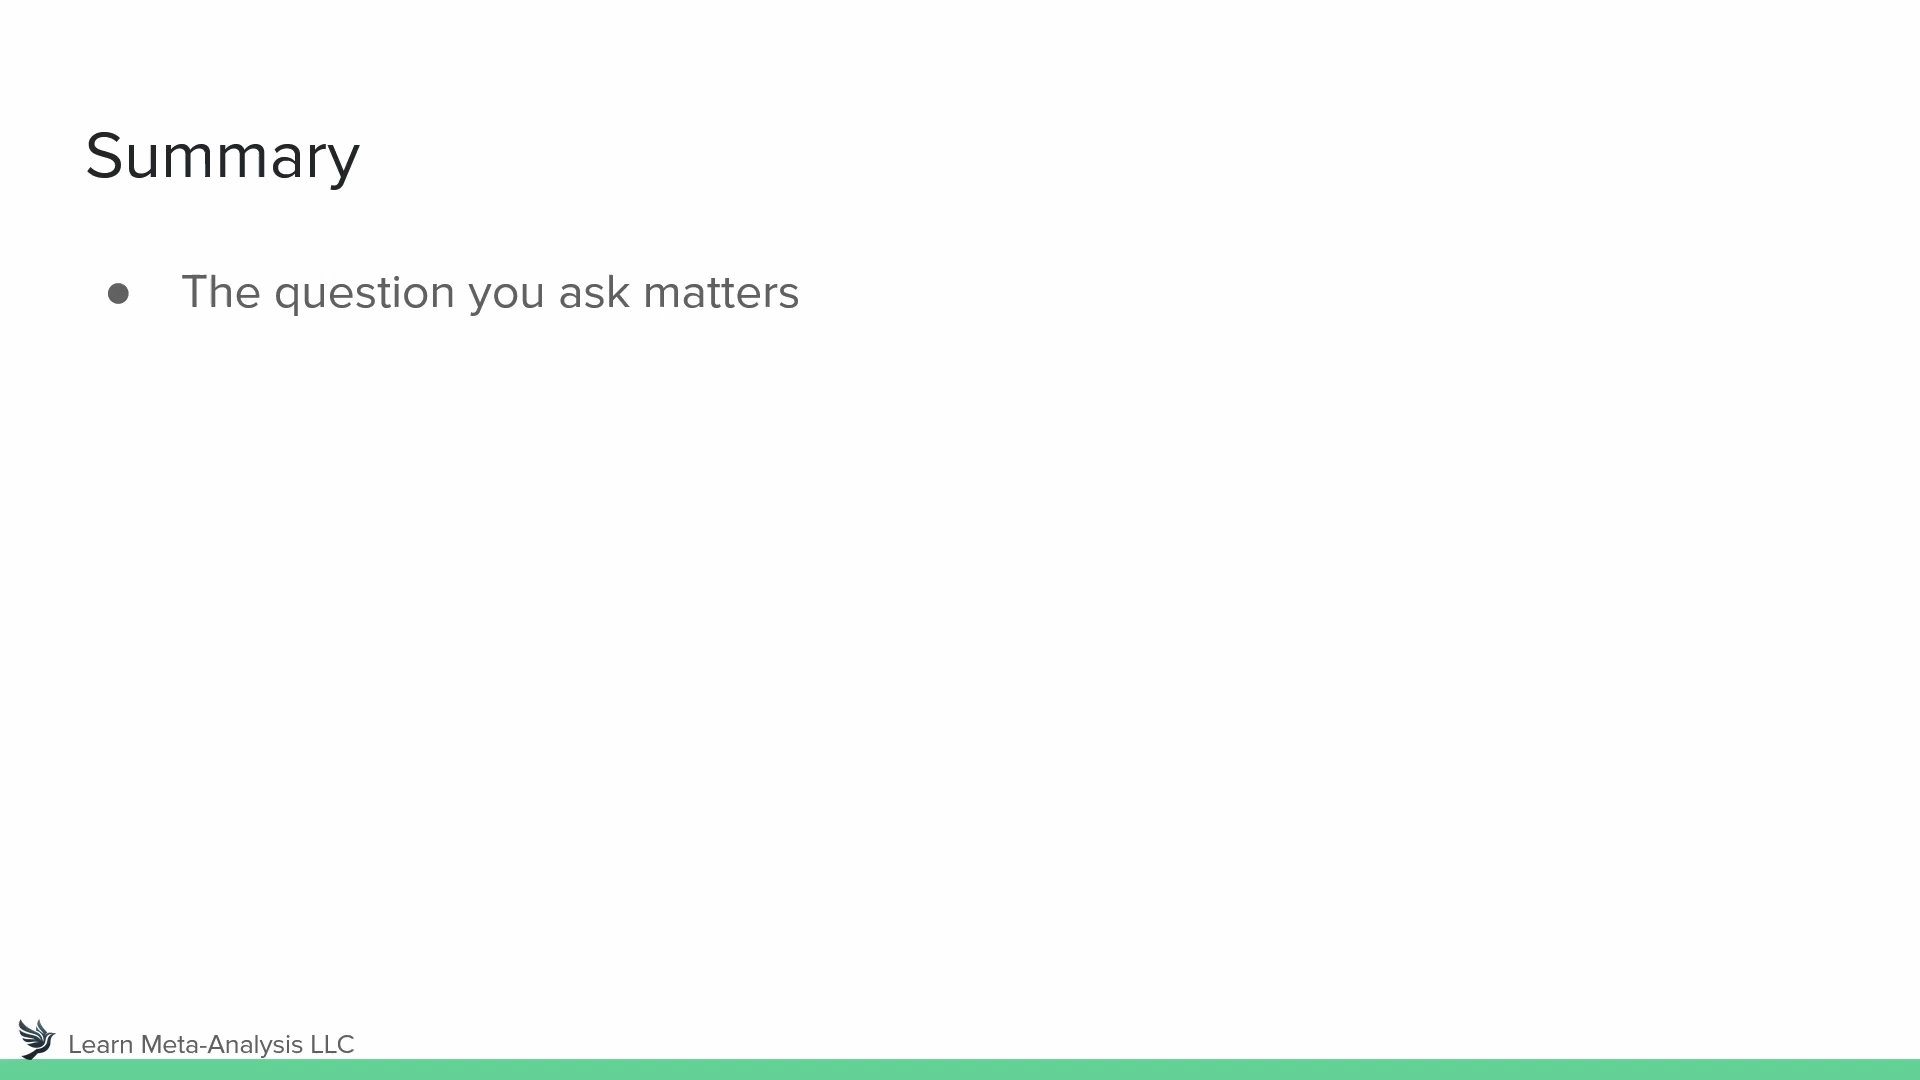 Summary
● The question you ask matters
Learn Meta-Analysis LLC